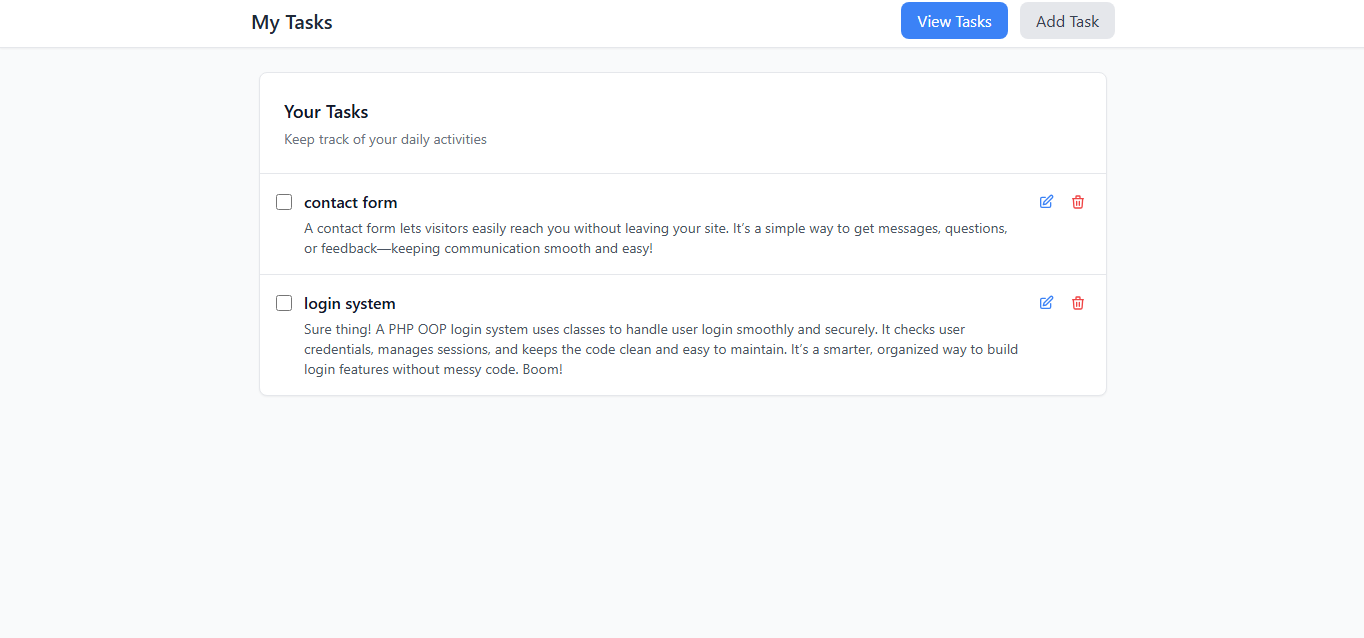 My Tasks
View Tasks
Add Task
Your Tasks
Keep track of your daily activities
contact form
A contact form lets visitors easily reach you without leaving your site. It’s a simple way to get messages, questions,
or feedback—keeping communication smooth and easy!
login system
Sure thing! A PHP OOP login system uses classes to handle user login smoothly and securely. It checks user
credentials, manages sessions, and keeps the code clean and easy to maintain. It’s a smarter, organized way to build
login features without messy code. Boom!